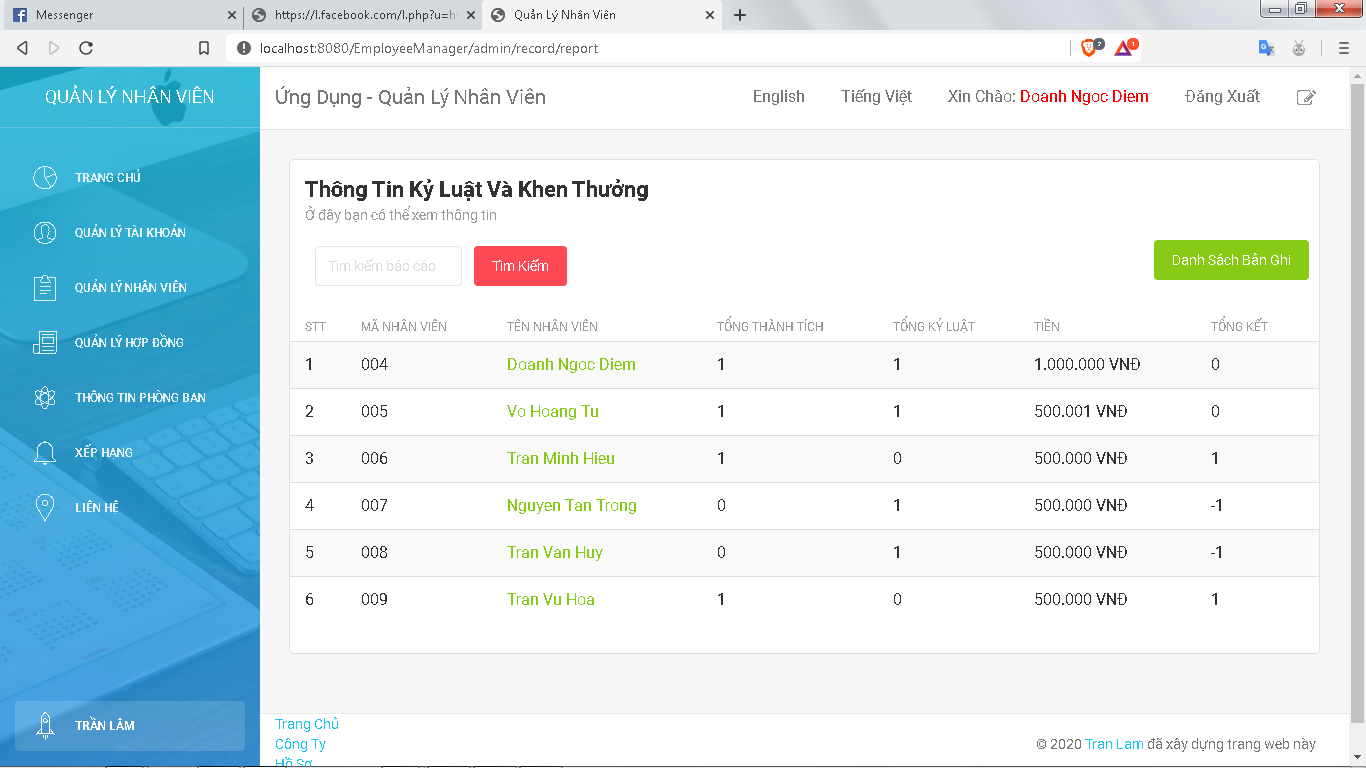 Messenger
https://l.facebook.com/l.php?u=h
Quản Lý Nhân Viên
localhost:8080/EmployeeManager/admin/record/report
7
1
QUẢN LÝ NHÂN VIÊN
Ứng Dụng - Quản Lý Nhân Viên
English
Tiếng Việt
Xin Chào: Doanh Ngoc Diem
Đăng Xuất
TRANG CHỦ
QUẢN LÝ TÀI KHOẢN
QUẢN LÝ NHÂN VIÊN
QUẢN LÝ HỢP ĐỒNG
THÔNG TIN PHÒNG BAN
XẾP HẠNG
LIÊN HỆ
TRẦN LÂM
Thông Tin Kỷ Luật Và Khen Thưởng
Ở đây bạn có thể xem thông tin
Tìm kiếm báo cáo
Tìm Kiếm
Danh Sách Bản Ghi
STT MÃ NHÂN VIÊN TÊN NHÂN VIÊN TỔNG THÀNH TÍCH TỔNG KỶ LUẬT TIỀN TỔNG KẾT
1 004 Doanh Ngoc Diem 1 1 1.000.000 VNĐ 0
2 005 Vo Hoang Tu 1 1 500.001 VNĐ 0
3 006 Tran Minh Hieu 1 0 500.000 VNĐ 1
4 007 Nguyen Tan Trong 0 1 500.000 VNĐ -1
5 008 Tran Van Huy 0 1 500.000 VNĐ -1
6 009 Tran Vu Hoa 1 0 500.000 VNĐ 1
Trang Chủ
Công Ty
Hồ Sơ
© 2020 Tran Lam đã xây dựng trang web này